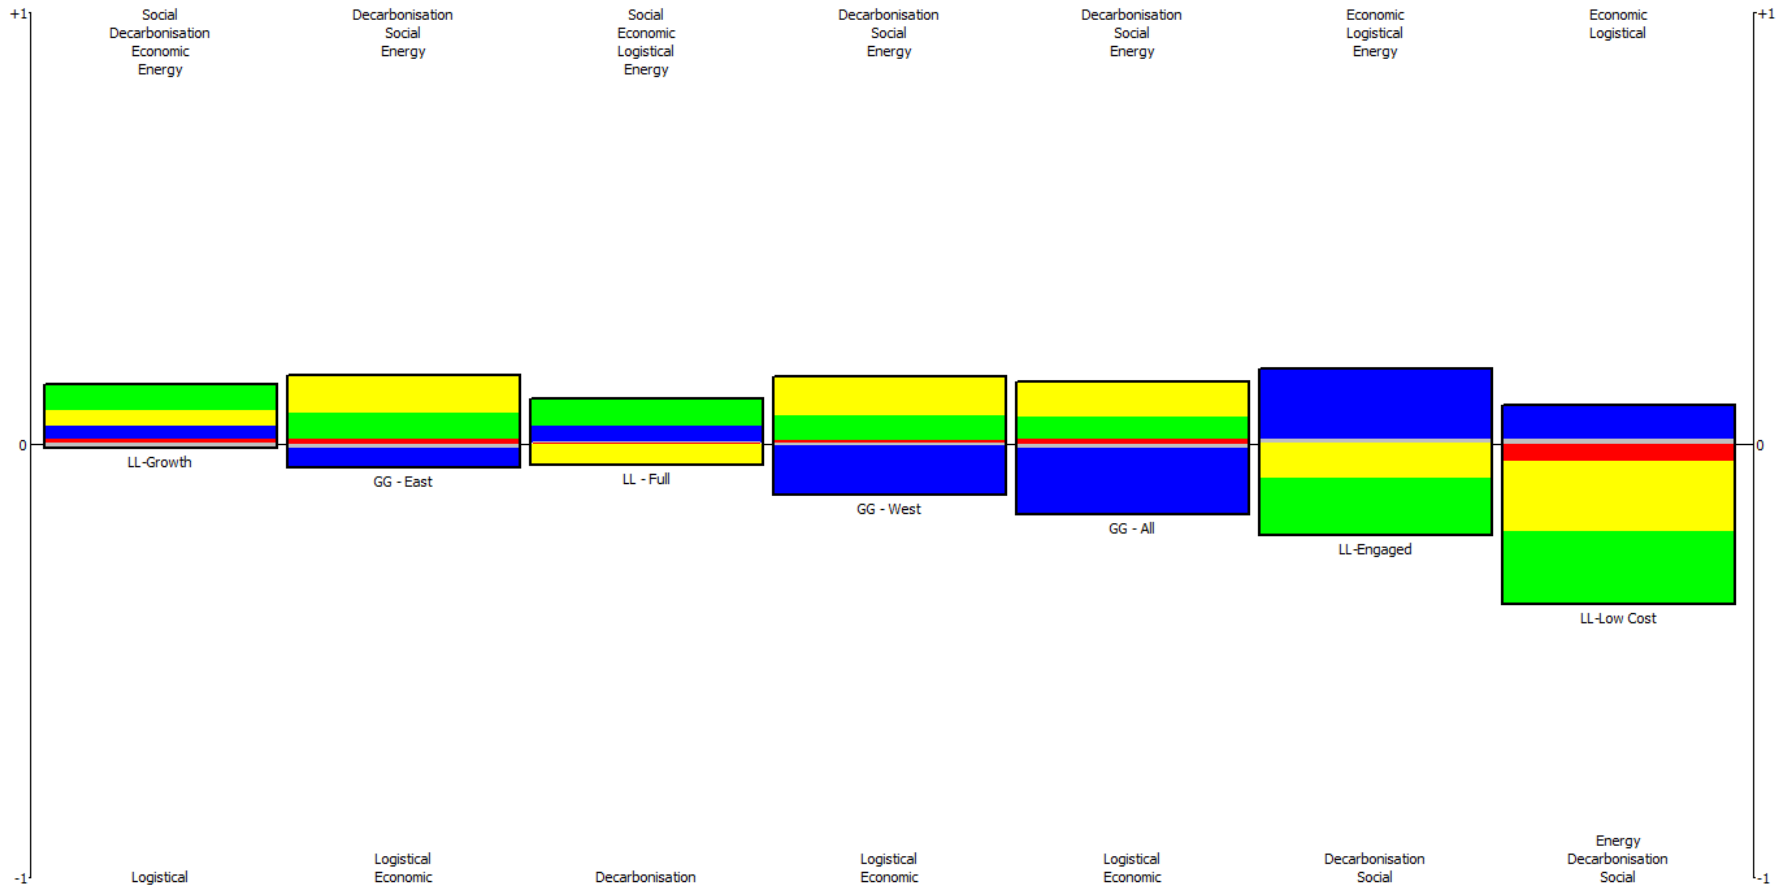 +1
Social
Decarbonisation
Economic
Energy
Decarbonisation
Social
Energy
Social
Economic
Logistical
Energy
Decarbonisation
Social
Energy
Decarbonisation
Social
Energy
Economic
Logistical
Energy
Economic
Logistical
+1
0
0
LL-Growth
GG - East
LL - Full
GG - West
GG - All
LL-Engaged
LL-Low Cost
-1
Logistical
Logistical
Economic
Decarbonisation
Logistical
Economic
Logistical
Economic
Decarbonisation
Social
Energy
Decarbonisation
Social
-1